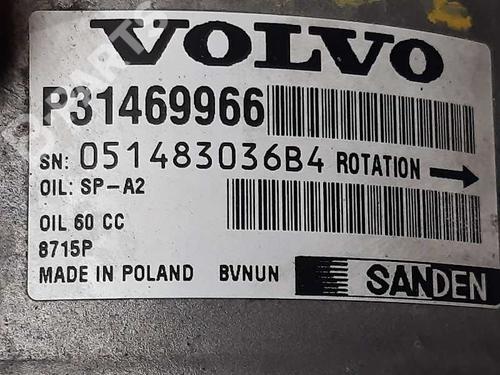 VOLVO
P31469966
SN: 051483036B4 ROTATION →
OIL: SP-A2
OIL 60 CC
8715P
MADE IN POLAND BVNUN SANDEN